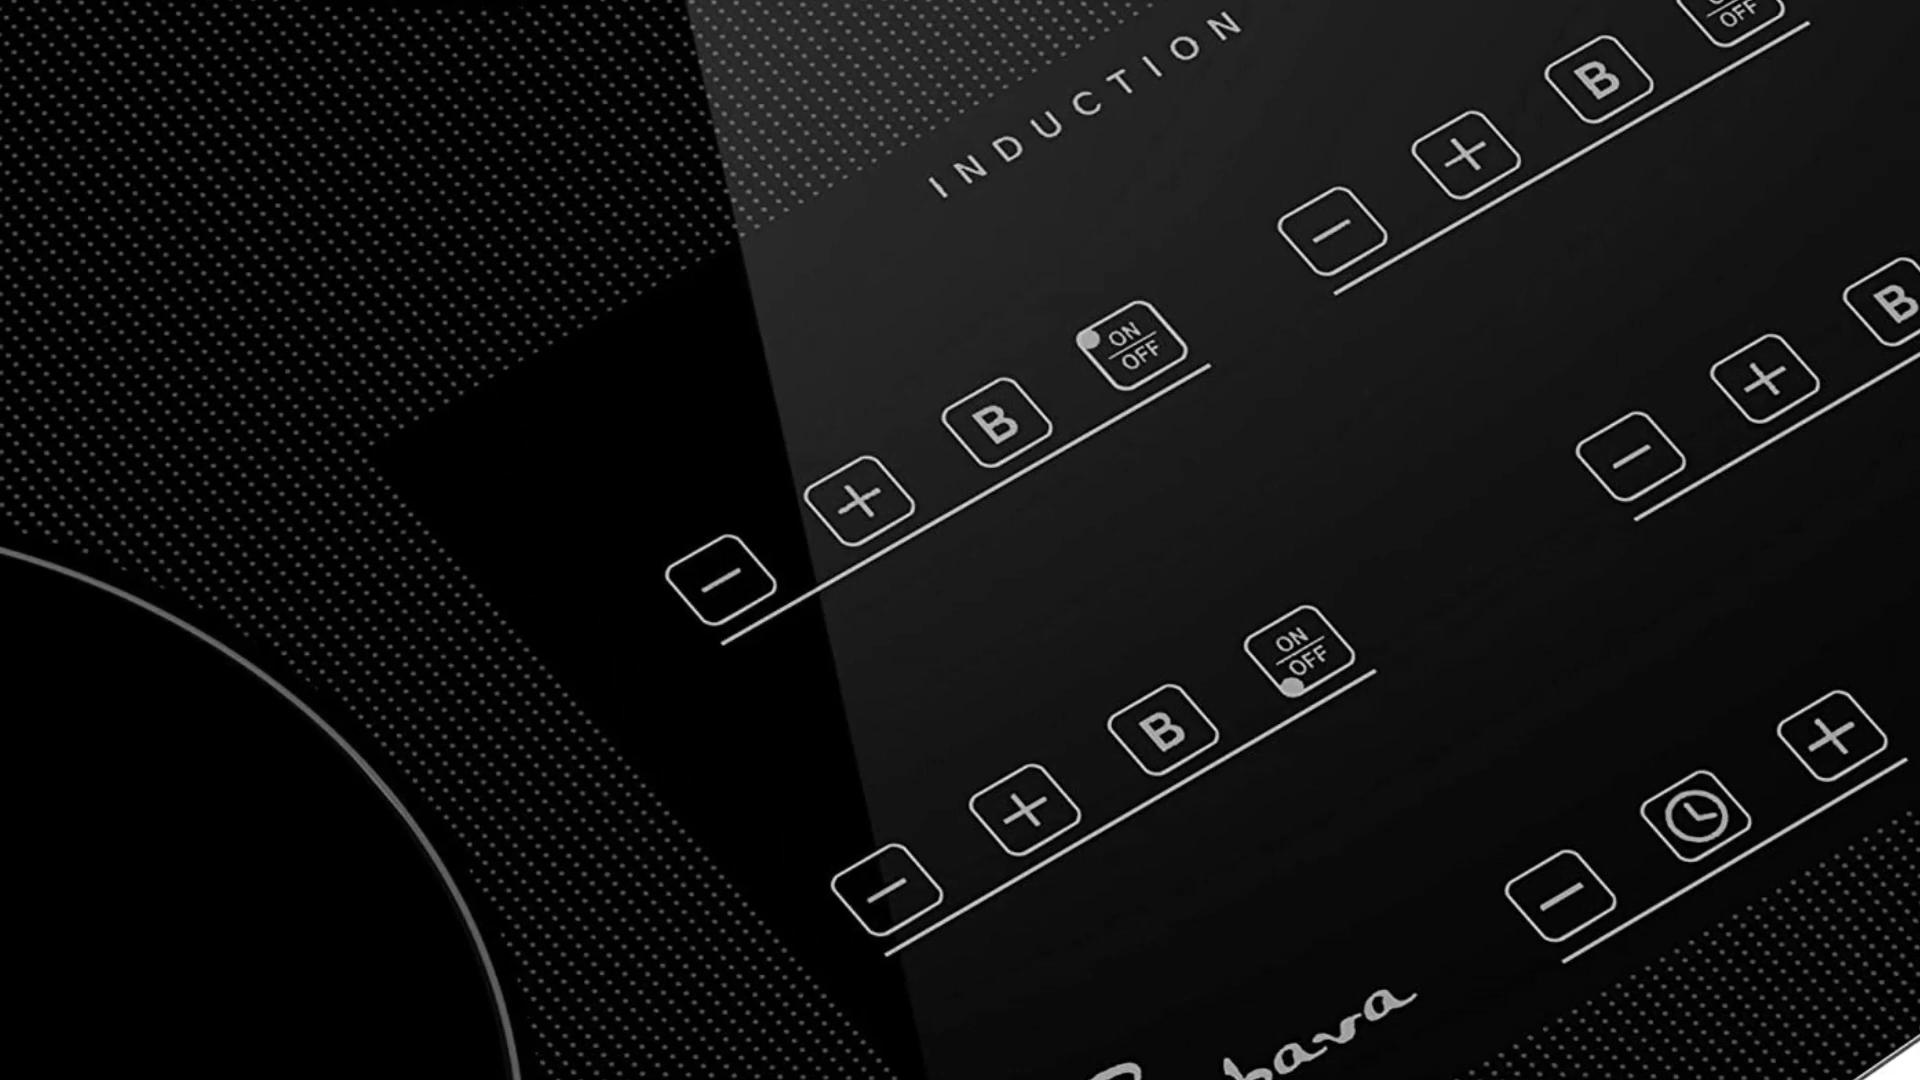 INDUCTION
OFF
− + B
− + B ON/OFF
− + B
− + B ON/OFF
− +